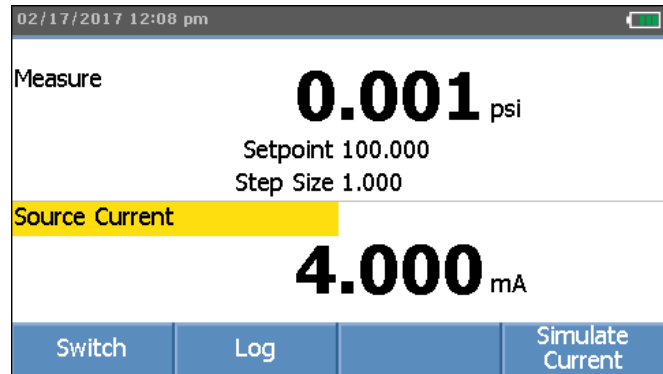 02/17/2017 12:08 pm
Measure
0.001 psi
Setpoint 100.000
Step Size 1.000
Source Current
4.000 mA
Switch
Log
Simulate
Current